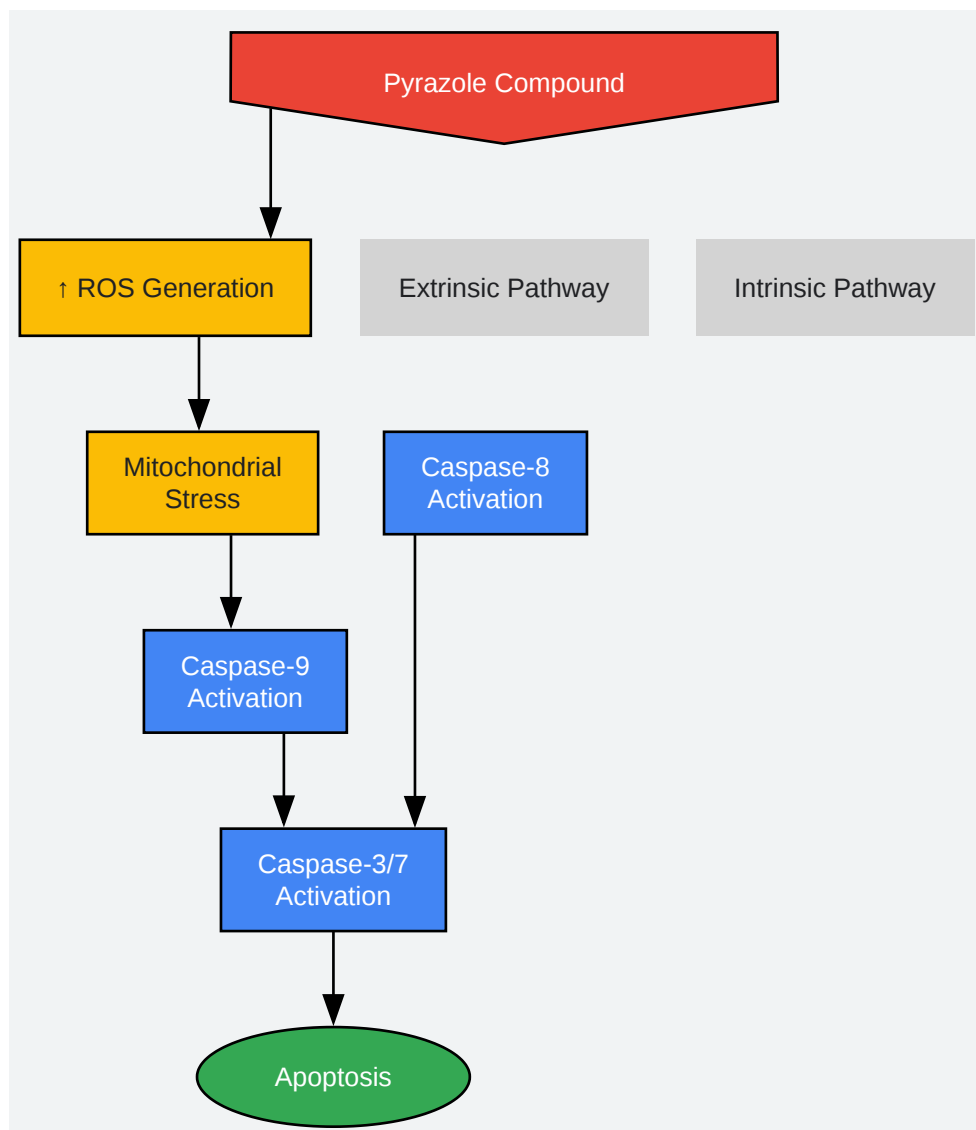 Pyrazole Compound
↑ ROS Generation
Extrinsic Pathway
Intrinsic Pathway
Mitochondrial
Stress
Caspase-8
Activation
Caspase-9
Activation
Caspase-3/7
Activation
Apoptosis